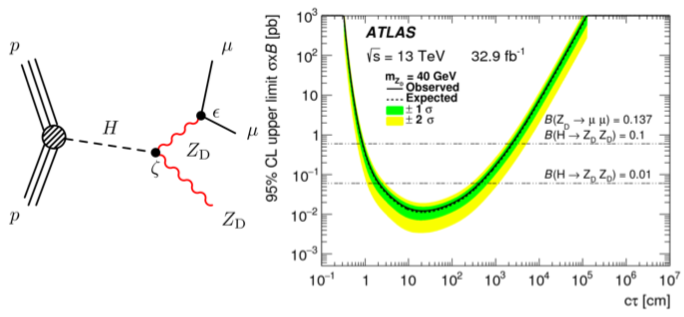 p
p
H
ζ
Z_D
Z_D
ϵ
μ
μ
95% CL upper limit σxB [pb]
10³
10²
10
1
10⁻¹
10⁻²
10⁻³
ATLAS
√s = 13 TeV 32.9 fb⁻¹
m_{Z_D} = 40 GeV
Observed
Expected
± 1 σ
± 2 σ
B(Z_D → μ μ) = 0.137
B(H → Z_D Z_D) = 0.1
B(H → Z_D Z_D) = 0.01
10⁻¹ 1 10 10² 10³ 10⁴ 10⁵ 10⁶ 10⁷
cτ [cm]